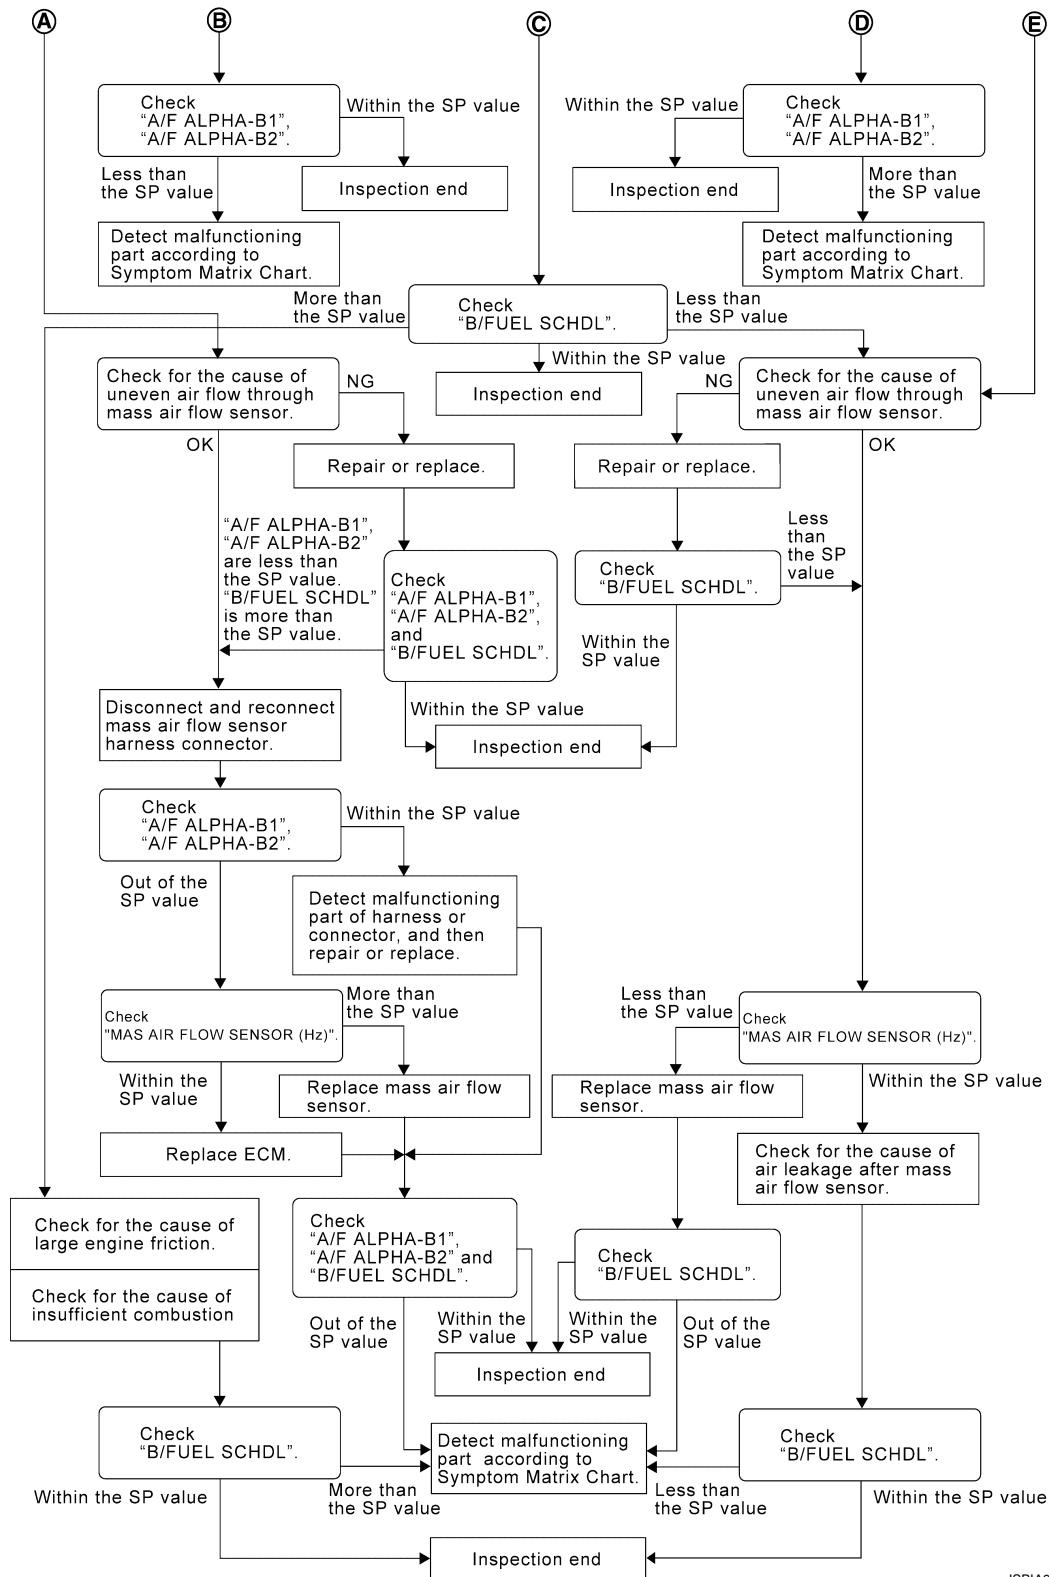 A
B
C
D
E
Check
“A/F ALPHA-B1”,
“A/F ALPHA-B2”.
Within the SP value
Less than
the SP value
Inspection end
Detect malfunctioning
part according to
Symptom Matrix Chart.
Within the SP value
Check
“A/F ALPHA-B1”,
“A/F ALPHA-B2”.
Inspection end
More than
the SP value
Detect malfunctioning
part according to
Symptom Matrix Chart.
More than
the SP value
Check
“B/FUEL SCHDL”.
Less than
the SP value
Within the SP value
Inspection end
Check for the cause of
uneven air flow through
mass air flow sensor.
NG
OK
Repair or replace.
NG
Check for the cause of
uneven air flow through
mass air flow sensor.
OK
Repair or replace.
“A/F ALPHA-B1”,
“A/F ALPHA-B2”
are less than
the SP value.
“B/FUEL SCHDL”
is more than
the SP value.
Check
“A/F ALPHA-B1”,
“A/F ALPHA-B2”,
and
“B/FUEL SCHDL”.
Check
“B/FUEL SCHDL”.
Less
than
the SP
value
Within the
SP value
Within the SP value
Inspection end
Disconnect and reconnect
mass air flow sensor
harness connector.
Check
“A/F ALPHA-B1”,
“A/F ALPHA-B2”.
Within the SP value
Out of the
SP value
Detect malfunctioning
part of harness or
connector, and then
repair or replace.
Check
"MAS AIR FLOW SENSOR (Hz)".
More than
the SP value
Less than
the SP value
Check
"MAS AIR FLOW SENSOR (Hz)".
Within the
SP value
Replace mass air flow
sensor.
Replace mass air flow
sensor.
Within the SP value
Replace ECM.
Check for the cause of
air leakage after mass
air flow sensor.
Check for the cause of
large engine friction.
Check for the cause of
insufficient combustion
Check
“A/F ALPHA-B1”,
“A/F ALPHA-B2” and
“B/FUEL SCHDL”.
Check
“B/FUEL SCHDL”.
Out of the
SP value
Within the
SP value
Within the
SP value
Out of the
SP value
Inspection end
Check
“B/FUEL SCHDL”.
Detect malfunctioning
part according to
Symptom Matrix Chart.
Check
“B/FUEL SCHDL”.
Within the SP value
More than
the SP value
Less than
the SP value
Within the SP value
Inspection end